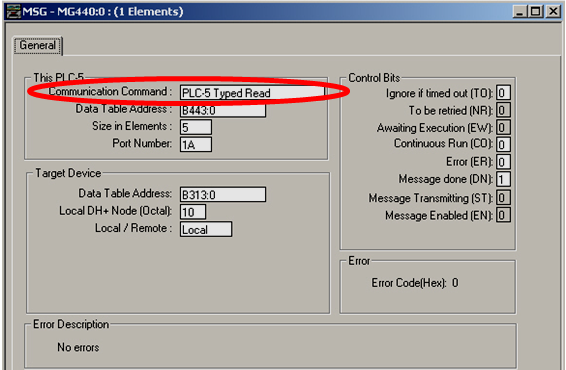 MSG - MG440:0 : (1 Elements)
General
This PLC-5
Communication Command : PLC-5 Typed Read
Data Table Address: B443:0
Size in Elements : 5
Port Number: 1A
Target Device
Data Table Address: B313:0
Local DH+ Node (Octal): 10
Local / Remote : Local
Control Bits
Ignore if timed out (TO): 0
To be retried (NR): 0
Awaiting Execution (EW): 0
Continuous Run (CO): 0
Error (ER): 0
Message done (DN): 1
Message Transmitting (ST): 0
Message Enabled (EN): 0
Error
Error Code(Hex): 0
Error Description
No errors